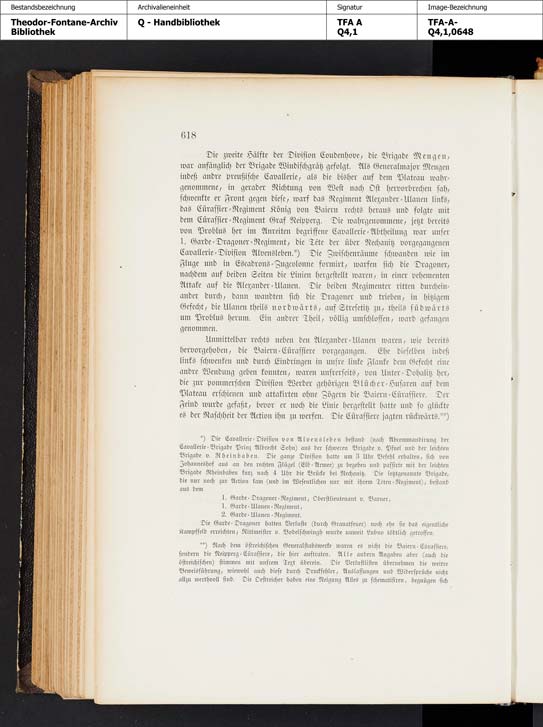 Bestandsbezeichnung Archivalieneinheit Signatur Image-Bezeichnung
Theodor-Fontane-Archiv Q - Handbibliothek TFA A TFA-A-
Bibliothek Q4,1 Q4,1,0648
618
Die zweite Hälfte der Division Coudenhove, die Brigade Mengen,
war anfänglich der Brigade Windischgrätz gefolgt. Als Generalmajor Mengen
indeß andre preußische Cavallerie, als die bisher auf dem Plateau wahr-
genommene, in gerader Richtung von West nach Ost hervorbrechen sah,
schwenkte er Front gegen diese, warf das Regiment Alexander-Ulanen links,
das Cürassier-Regiment König von Baiern rechts heraus und folgte mit
dem Cürassier-Regiment Graf Neipperg. Die wahrgenommene, jetzt bereits
von Problus her im Anreiten begriffene Cavallerie-Abtheilung war unser
1. Garde-Dragoner-Regiment, die Tête der über Nechanitz vorgegangenen
Cavallerie-Division Alvensleben.*) Die Zwischenräume schwanden wie im
Fluge und in Escadrons-Zugcolonne formirt, warfen sich die Dragoner,
nachdem auf beiden Seiten die Linien hergestellt waren, in einer vehementen
Attake auf die Alexander-Ulanen. Die beiden Regimenter ritten durchein-
ander durch, dann wandten sich die Dragoner und trieben, in hitzigem
Gefecht, die Ulanen theils nordwärts, auf Stresetitz zu, theils südwärts
um Problus herum. Ein andrer Theil, völlig umschlossen, ward gefangen
genommen.
Unmittelbar rechts neben den Alexander-Ulanen waren, wie bereits
hervorgehoben, die Baiern-Cürassiere vorgegangen. Ehe dieselben indeß
links schwenken und durch Eindringen in unsre linke Flanke dem Gefecht eine
andre Wendung geben konnten, waren unsrerseits, von Unter-Dohalitz her,
die zur pommerschen Division Werder gehörigen Blücher-Husaren auf dem
Plateau erschienen und attakirten ohne Zögern die Baiern-Cürassiere. Der
Feind wurde gefaßt, bevor er noch die Linie hergestellt hatte und so glückte
es der Raschheit der Action ihn zu werfen. Die Cürassiere jagten rückwärts.**)
*) Die Cavallerie-Division von Alvensleben bestand (nach Abcommandirung der
Cavallerie-Brigade Prinz Albrecht Sohn) aus der schweren Brigade v. Pfuel und der leichten
Brigade v. Rheinbaben. Die ganze Division hatte um 3 Uhr Befehl erhalten, sich von
Johanneshof aus an den rechten Flügel (Elb-Armee) zu begeben und passirte mit der leichten
Brigade Rheinbaben kurz nach 4 Uhr die Brücke bei Nechanitz. Die letztgenannte Brigade,
die nur noch zur Action kam (und im Wesentlichen nur mit ihrem Têten-Regiment), bestand
aus dem
1. Garde-Dragoner-Regiment, Oberstlieutenant v. Barner,
1. Garde-Ulanen-Regiment,
2. Garde-Ulanen-Regiment.
Die Garde-Dragoner hatten Verluste (durch Granatfeuer) noch ehe sie das eigentliche
Kampffeld erreichten; Rittmeister v. Bodelschwingh wurde unweit Lubno tödtlich getroffen.
**) Nach dem östreichischen Generalstabswerke waren es nicht die Baiern-Cürassiere,
sondern die Neipperg-Cürassiere, die hier auftraten. Alle andern Angaben aber (auch die
östreichischen) stimmen mit unsrem Text überein. Die Verlustlisten übernehmen die weitre
Beweisführung, wiewohl auch diese durch Druckfehler, Auslassungen und Widersprüche nicht
allzu werthvoll sind. Die Oestreicher haben eine Neigung Alles zu schematisiren, begnügen sich